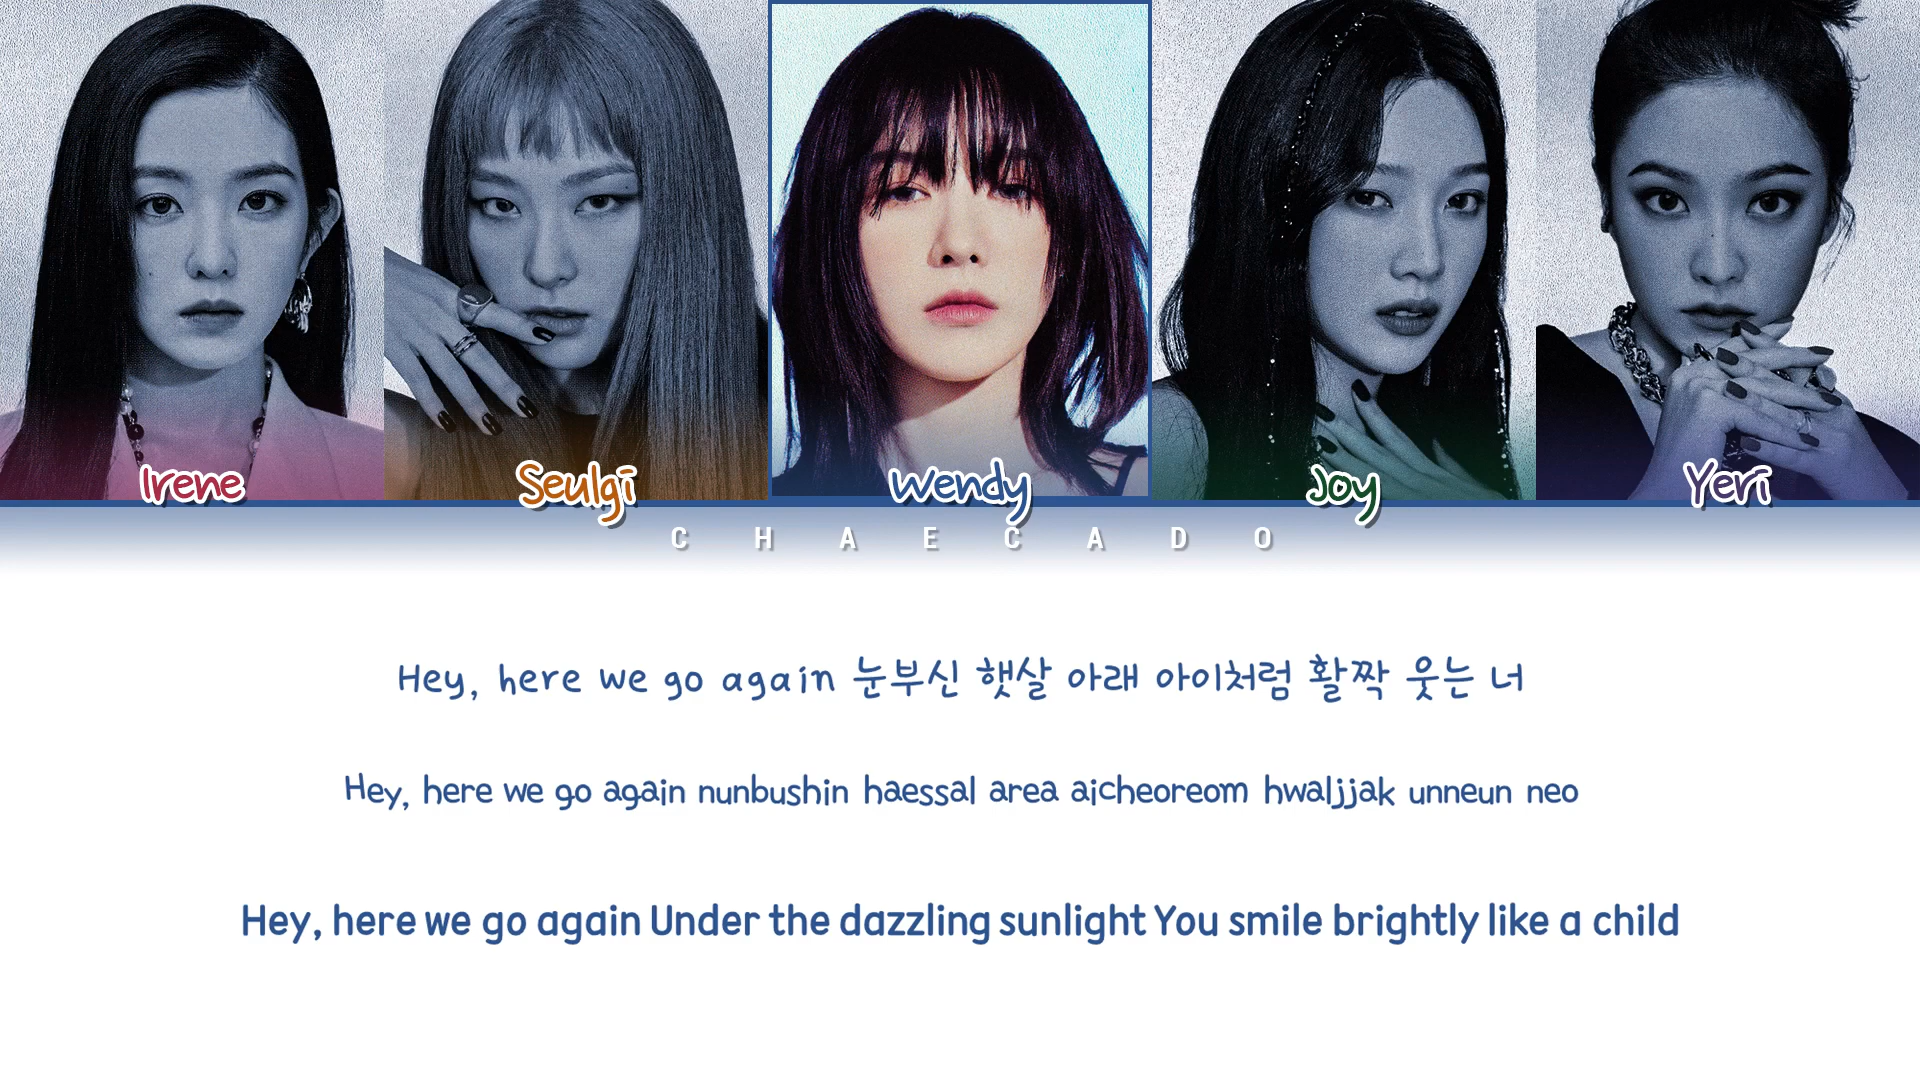 Irene
Seulgi
Wendy
Joy
Yeri
CHAECADO
Hey, here we go again 눈부신 햇살 아래 아이처럼 활짝 웃는 너
Hey, here we go again nunbushin haessal area aicheoreom hwaljjak unneun neo
Hey, here we go again Under the dazzling sunlight You smile brightly like a child